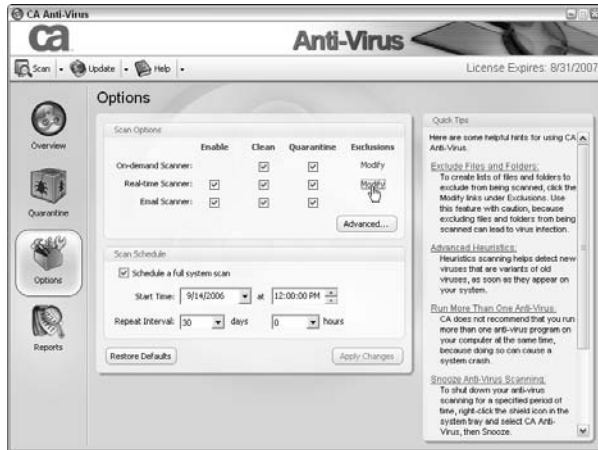 CA Anti-Virus
ca
Anti-Virus
Scan
Update
Help
License Expires: 8/31/2007
Overview
Quarantine
Options
Reports
Options
Scan Options
Enable Clean Quarantine Exclusions
On-demand Scanner: Modify
Real-time Scanner: Modify
Email Scanner:
Advanced...
Scan Schedule
Schedule a full system scan
Start Time: 9/14/2006 at 12:00:00 PM
Repeat Interval: 30 days 0 hours
Restore Defaults
Apply Changes
Quick Tips
Here are some helpful hints for using CA
Anti-Virus.
Exclude Files and Folders:
To create lists of files and folders to
exclude from being scanned, click the
Modify links under Exclusions. Use
this feature with caution, because
excluding files and folders from being
scanned can lead to virus infection.
Advanced Heuristics:
Heuristics scanning helps detect new
viruses that are variants of old
viruses, as soon as they appear on
your system.
Run More Than One Anti-Virus:
CA does not recommend that you run
more than one anti-virus program on
your computer at the same time,
because doing so can cause a
system crash.
Snooze Anti-Virus Scanning:
To shut down your anti-virus
scanning for a specified period of
time, right-click the shield icon in the
system tray and select CA Anti-
Virus, then Snooze.